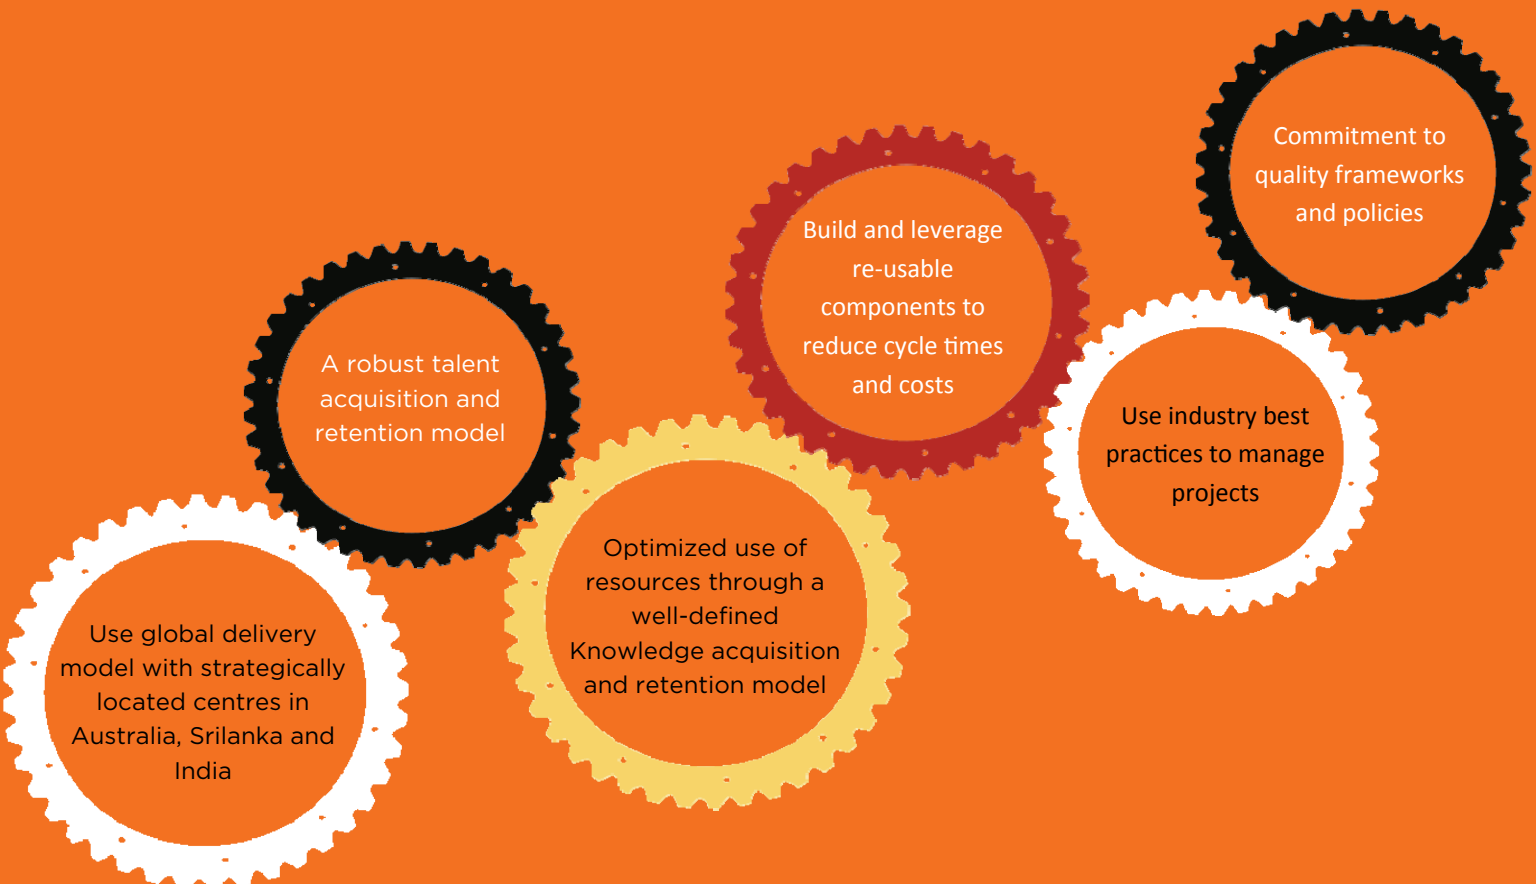 Use global delivery
model with strategically
located centres in
Australia, Srilanka and
India
A robust talent
acquisition and
retention model
Optimized use of
resources through a
well-defined
Knowledge acquisition
and retention model
Build and leverage
re-usable
components to
reduce cycle times
and costs
Use industry best
practices to manage
projects
Commitment to
quality frameworks
and policies